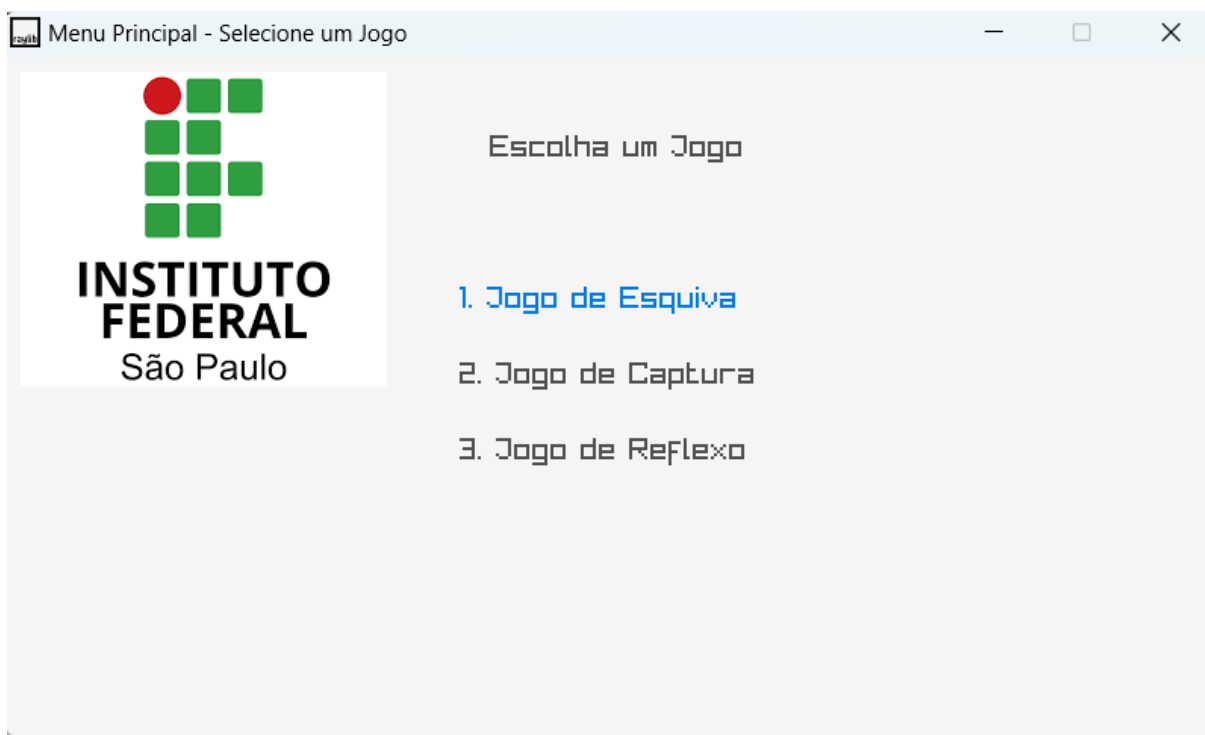 raylib
Menu Principal - Selecione um Jogo
INSTITUTO
FEDERAL
São Paulo
Escolha um Jogo
1. Jogo de Esquiva
2. Jogo de Captura
3. Jogo de Reflexo